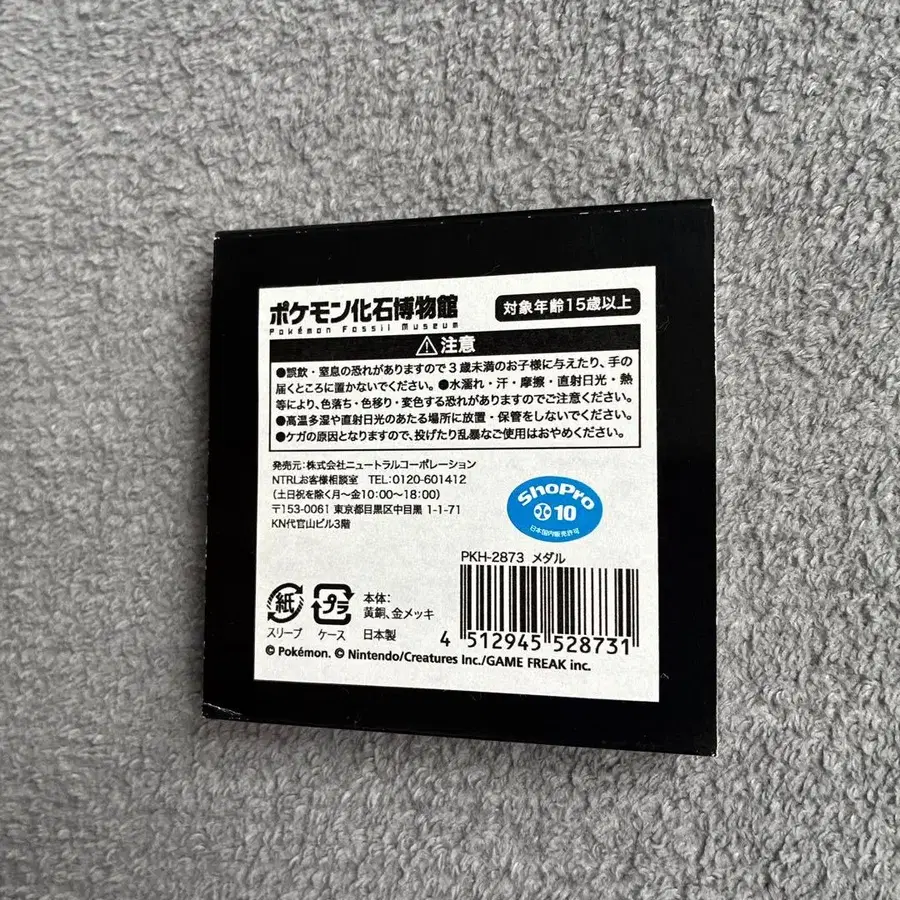 ポケモン化石博物館
Pokémon Fossil Museum
対象年齢15歳以上
⚠注意
●誤飲・窒息の恐れがありますので3歳未満のお子様に与えたり、手の
届くところに置かないでください。●水濡れ・汗・摩擦・直射日光・熱
等により、色落ち・色移り・変色する恐れがありますのでご注意ください。
●高温多湿や直射日光のあたる場所に放置・保管をしないでください。
●ケガの原因となりますので、投げたり乱暴なご使用はおやめください。
発売元:株式会社ニュートラルコーポレーション
NTRLお客様相談室 TEL:0120-601412
(土日祝を除く月~金10:00~18:00)
〒153-0061 東京都目黒区中目黒 1-1-71
KN代官山ビル3階
ShoPro
10
日本国内販売許可
PKH-2873 メダル
紙
スリーブ
プラ
ケース
本体:
黄銅、金メッキ
日本製
4 512945 528731
© Pokémon. © Nintendo/Creatures Inc./GAME FREAK inc.